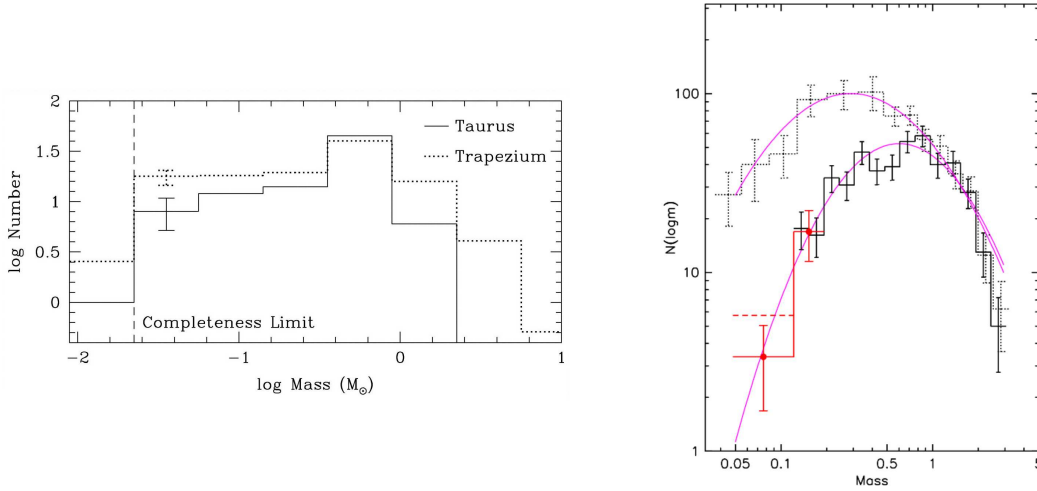 2
1.5
1
0.5
0
log Number
Taurus
Trapezium
Completeness Limit
−2
−1
0
1
log Mass (M⊙)
100
10
1
N(logm)
0.05
0.1
0.5
1
5
Mass